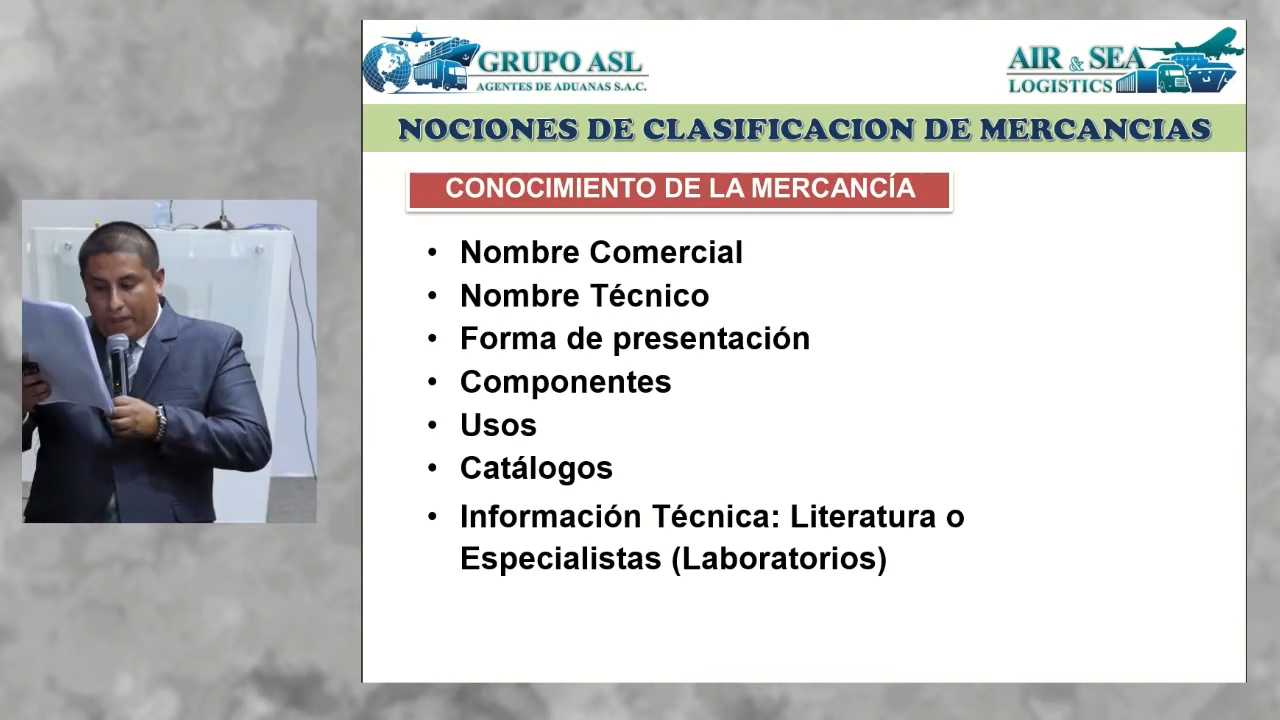 GRUPO ASL
AGENTES DE ADUANAS S.A.C.
AIR & SEA
LOGISTICS
NOCIONES DE CLASIFICACION DE MERCANCIAS
CONOCIMIENTO DE LA MERCANCÍA
• Nombre Comercial
• Nombre Técnico
• Forma de presentación
• Componentes
• Usos
• Catálogos
• Información Técnica: Literatura o
Especialistas (Laboratorios)